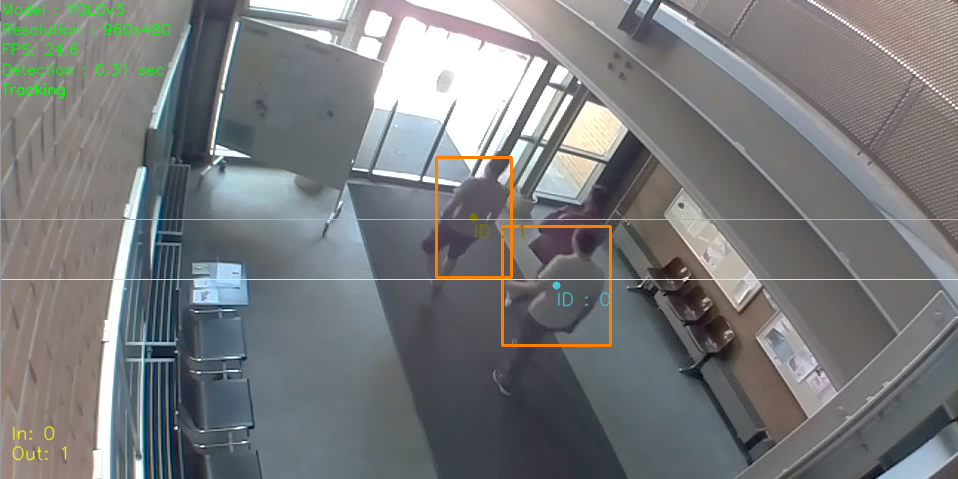 Model : YOLOv3
Resolution : 960x480
FPS: 24.6
Detection : 0.31 sec
Tracking
ID : 1
ID : 0
In: 0
Out: 1